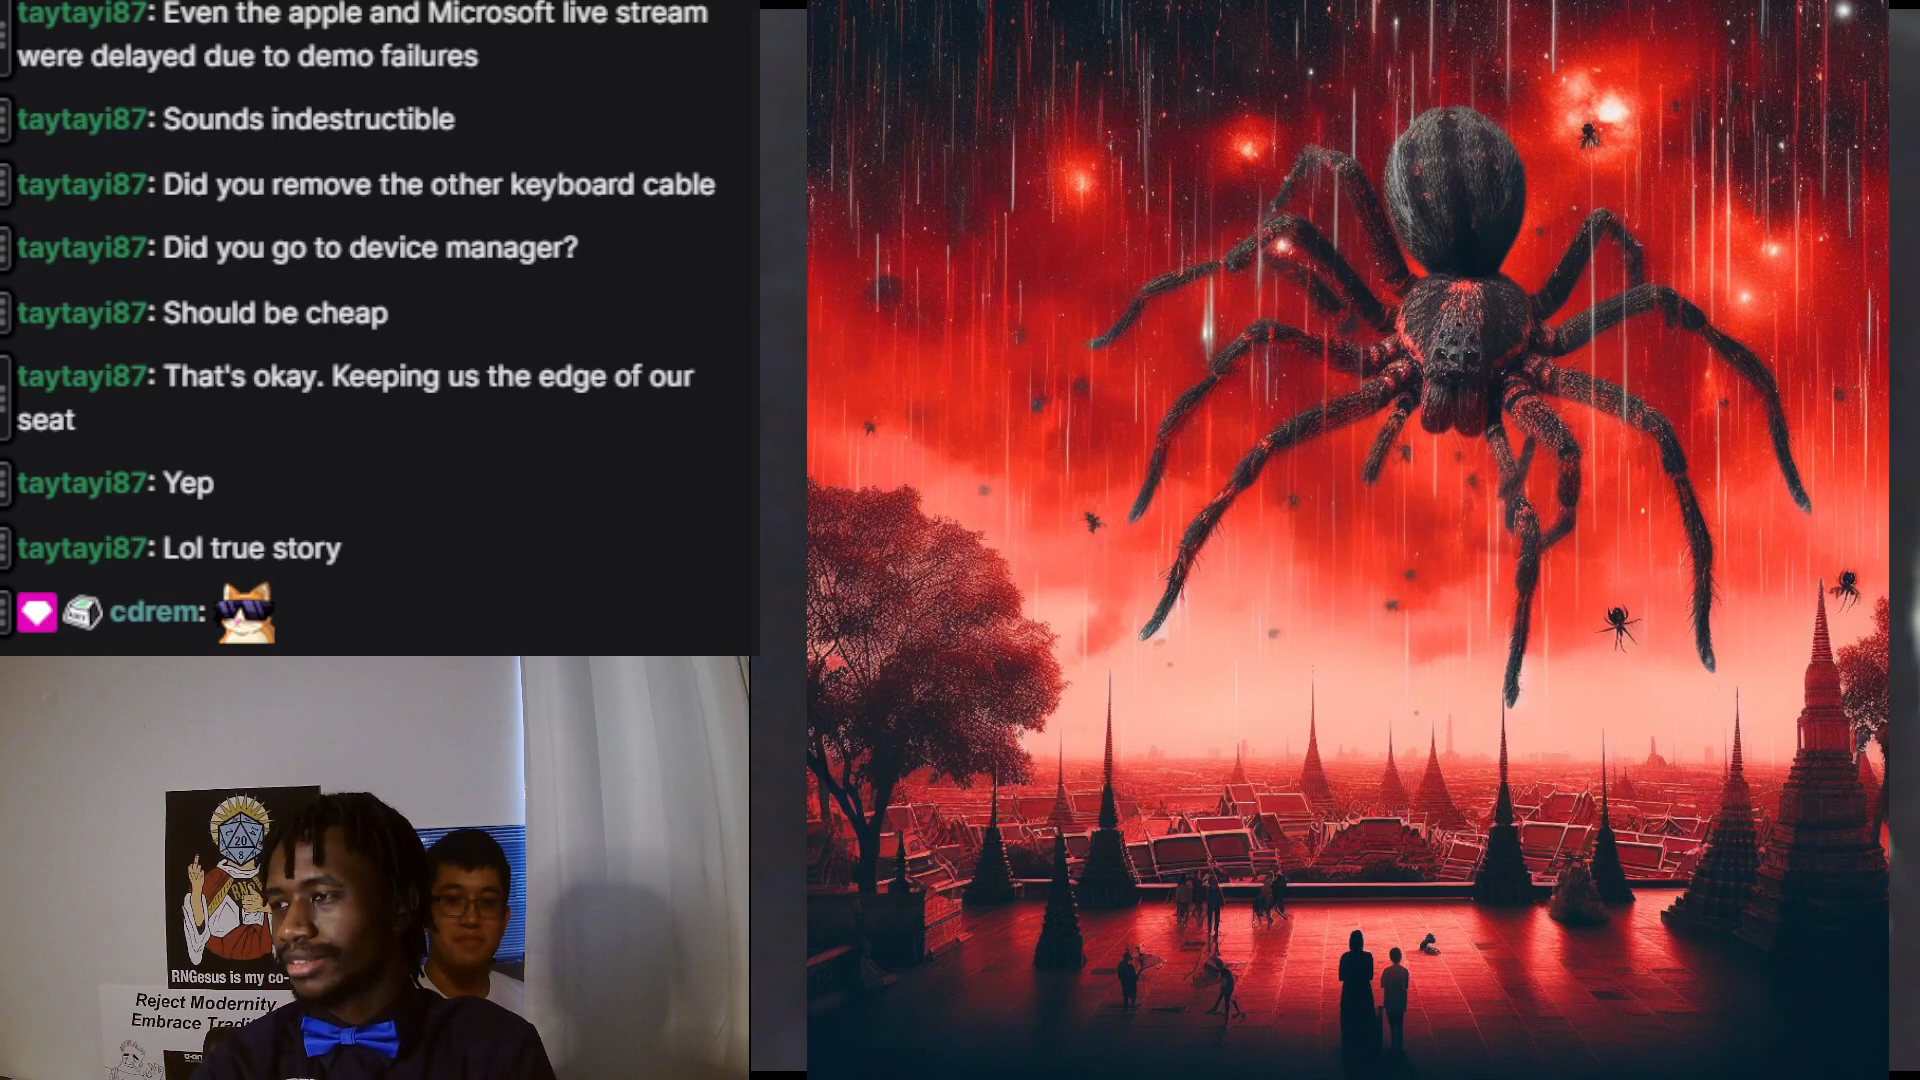 taytayi87: Even the apple and Microsoft live stream
were delayed due to demo failures
taytayi87: Sounds indestructible
taytayi87: Did you remove the other keyboard cable
taytayi87: Did you go to device manager?
taytayi87: Should be cheap
taytayi87: That's okay. Keeping us the edge of our
seat
taytayi87: Yep
taytayi87: Lol true story
cdrem:
20
8
RNGesus is my co-
Reject Modernity
Embrace